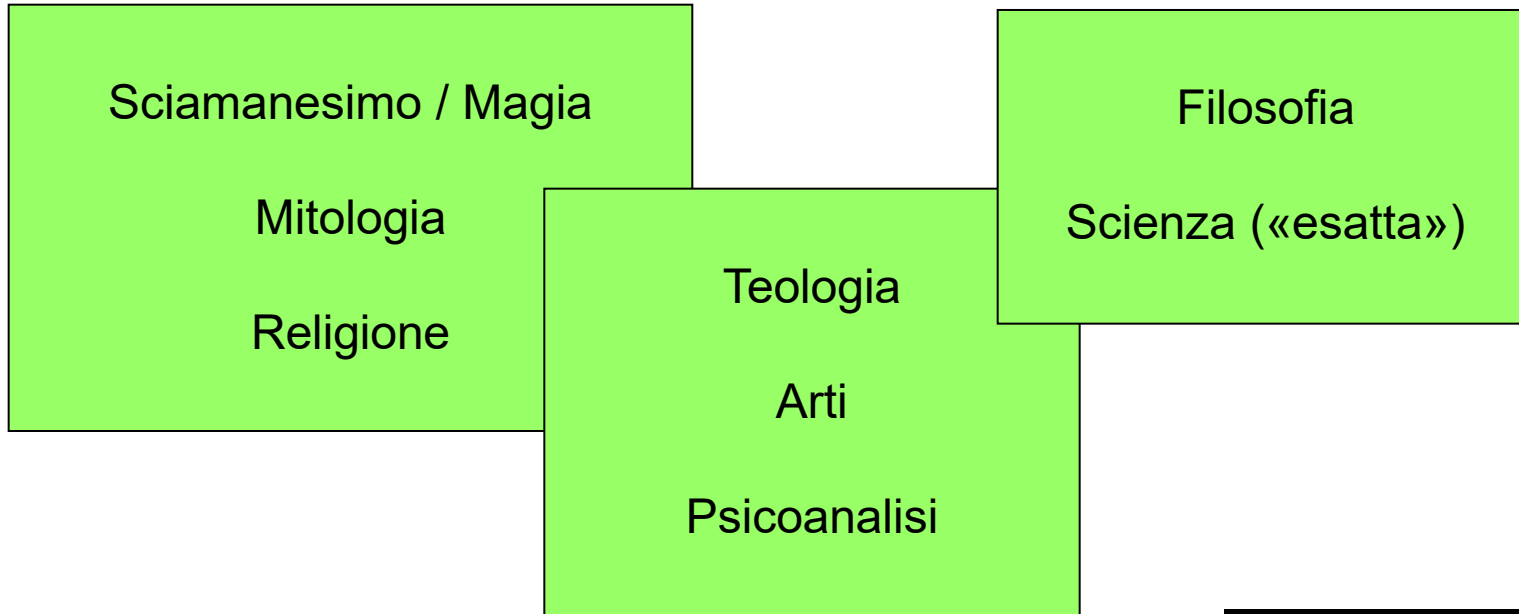 Sciamanesimo / Magia
Mitologia
Religione
Teologia
Arti
Psicoanalisi
Filosofia
Scienza («esatta»)